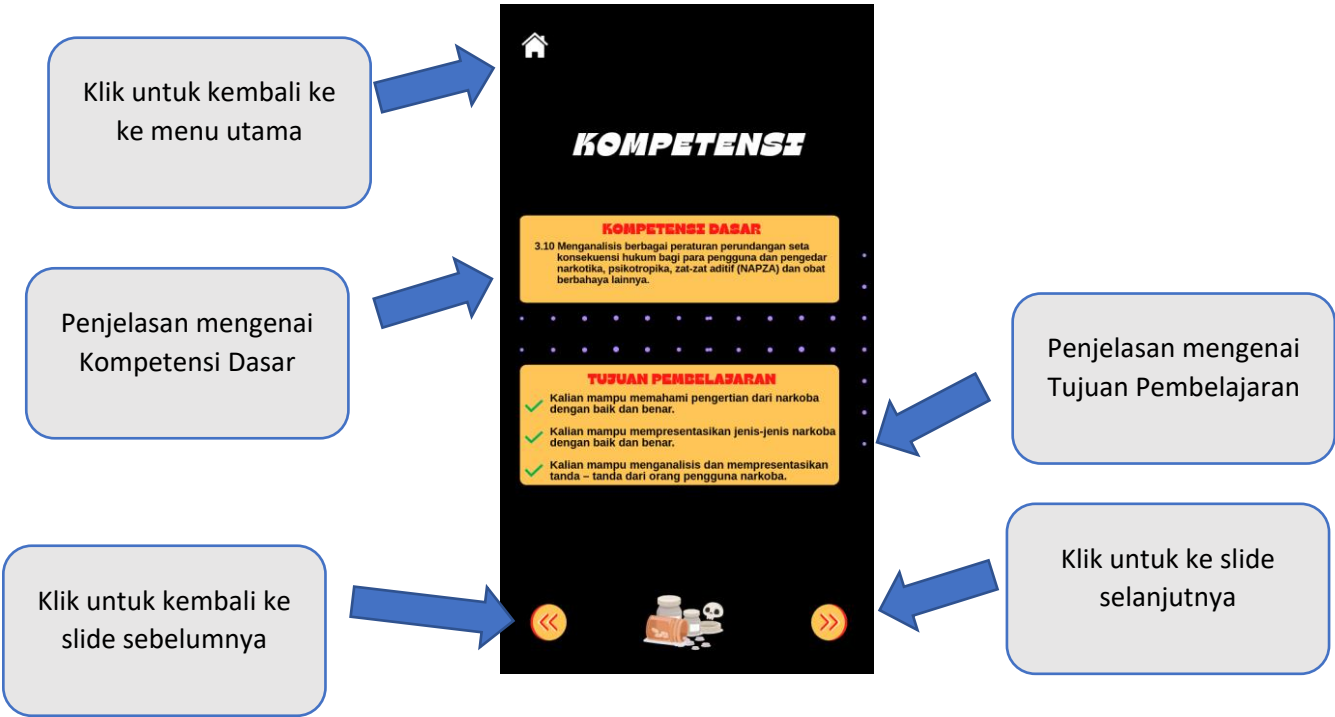 Klik untuk kembali ke
ke menu utama
KOMPETENSI
KOMPETENSI DASAR
3.10 Menganalisis berbagai peraturan perundangan seta
konsekuensi hukum bagi para pengguna dan pengedar
narkotika, psikotropika, zat-zat aditif (NAPZA) dan obat
berbahaya lainnya.
Penjelasan mengenai
Kompetensi Dasar
Penjelasan mengenai
Tujuan Pembelajaran
TUJUAN PEMBELAJARAN
Kalian mampu memahami pengertian dari narkoba
dengan baik dan benar.
Kalian mampu mempresentasikan jenis-jenis narkoba
dengan baik dan benar.
Kalian mampu menganalisis dan mempresentasikan
tanda – tanda dari orang pengguna narkoba.
Klik untuk kembali ke
slide sebelumnya
Klik untuk ke slide
selanjutnya